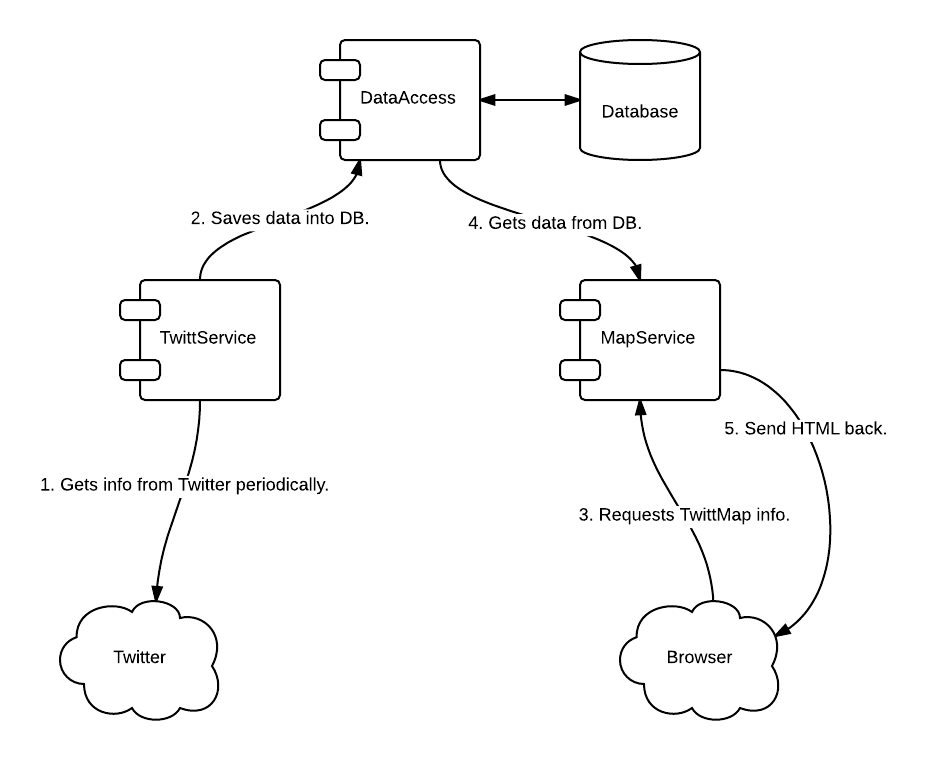 DataAccess
Database
2. Saves data into DB.
4. Gets data from DB.
TwittService
MapService
5. Send HTML back.
1. Gets info from Twitter periodically.
3. Requests TwittMap info.
Twitter
Browser